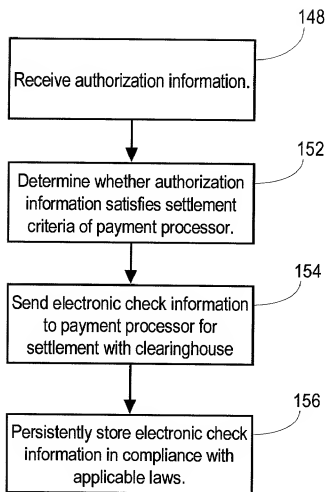 148
Receive authorization information.
152
Determine whether authorization
information satisfies settlement
criteria of payment processor.
154
Send electronic check information
to payment processor for
settlement with clearinghouse
156
Persistently store electronic check
information in compliance with
applicable laws.